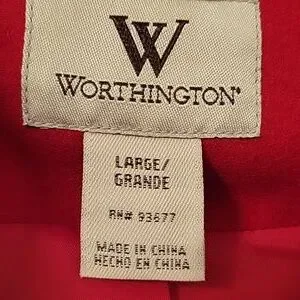 W
WORTHINGTON®
LARGE/
GRANDE
RN# 93677
MADE IN CHINA
HECHO EN CHINA